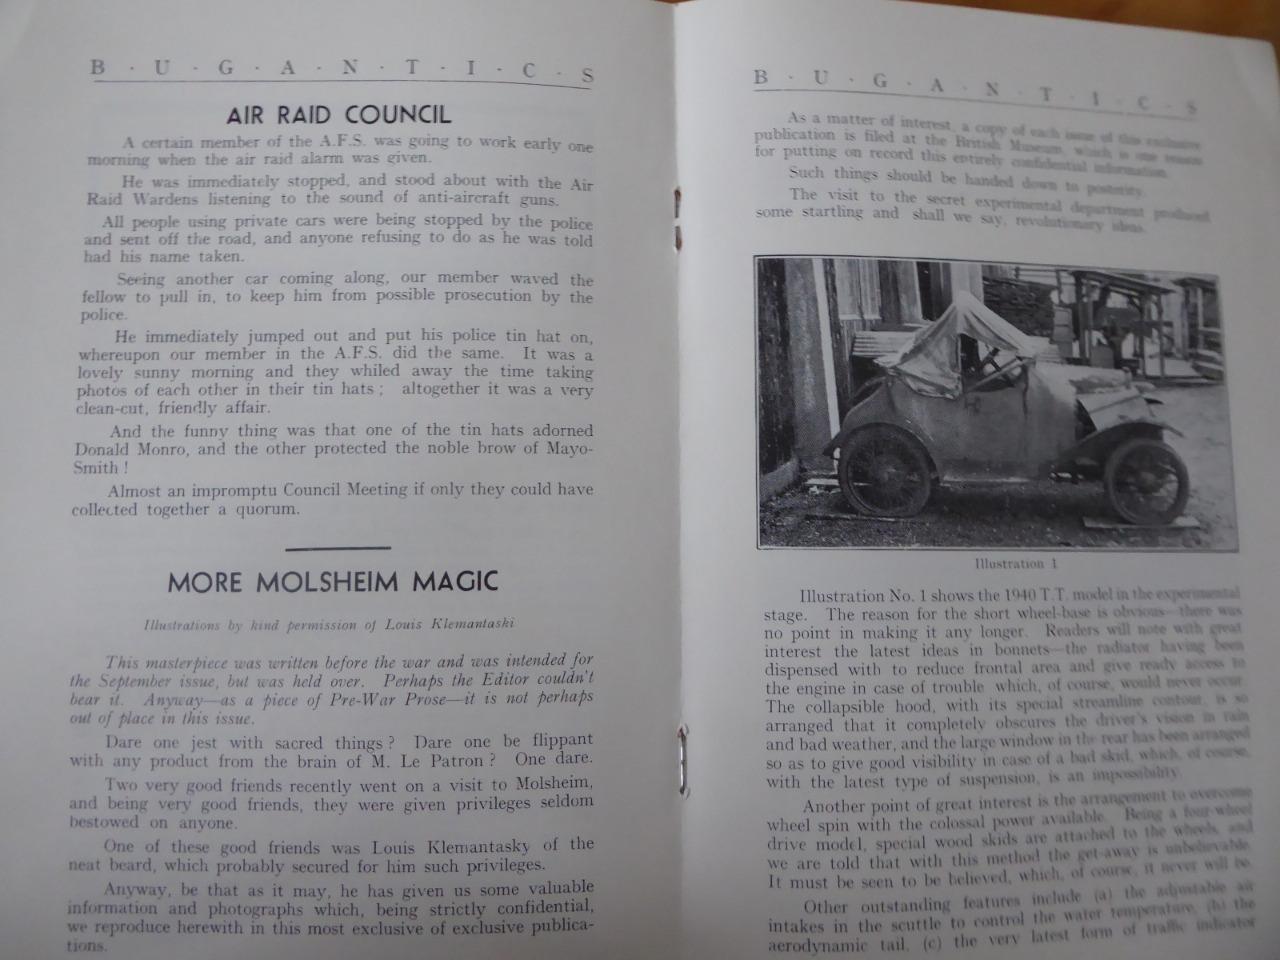 B · U · G · A · N · T · I · C · S
AIR RAID COUNCIL
A certain member of the A.F.S. was going to work early one
morning when the air raid alarm was given.
He was immediately stopped, and stood about with the Air
Raid Wardens listening to the sound of anti-aircraft guns.
All people using private cars were being stopped by the police
and sent off the road, and anyone refusing to do as he was told
had his name taken.
Seeing another car coming along, our member waved the
fellow to pull in, to keep him from possible prosecution by the
police.
He immediately jumped out and put his police tin hat on,
whereupon our member in the A.F.S. did the same. It was a
lovely sunny morning and they whiled away the time taking
photos of each other in their tin hats ; altogether it was a very
clean-cut, friendly affair.
And the funny thing was that one of the tin hats adorned
Donald Monro, and the other protected the noble brow of Mayo-
Smith !
Almost an impromptu Council Meeting if only they could have
collected together a quorum.
MORE MOLSHEIM MAGIC
Illustrations by kind permission of Louis Klemantaski
This masterpiece was written before the war and was intended for
the September issue, but was held over. Perhaps the Editor couldn't
bear it. Anyway—as a piece of Pre-War Prose—it is not perhaps
out of place in this issue.
Dare one jest with sacred things ? Dare one be flippant
with any product from the brain of M. Le Patron ? One dare.
Two very good friends recently went on a visit to Molsheim,
and being very good friends, they were given privileges seldom
bestowed on anyone.
One of these good friends was Louis Klemantasky of the
neat beard, which probably secured for him such privileges.
Anyway, be that as it may, he has given us some valuable
information and photographs which, being strictly confidential,
we reproduce herewith in this most exclusive of exclusive publica-
tions.
B · U · G · A · N · T · I · C · S
As a matter of interest, a copy of each issue of this exclusive
publication is filed at the British Museum, which is one reason
for putting on record this entirely confidential information.
Such things should be handed down to posterity.
The visit to the secret experimental department produced
some startling and shall we say, revolutionary ideas.
Illustration 1
Illustration No. 1 shows the 1940 T.T. model in the experimental
stage. The reason for the short wheel-base is obvious—there was
no point in making it any longer. Readers will note with great
interest the latest ideas in bonnets—the radiator having been
dispensed with to reduce frontal area and give ready access to
the engine in case of trouble which, of course, would never occur.
The collapsible hood, with its special streamline contour, is so
arranged that it completely obscures the driver's vision in rain
and bad weather, and the large window in the rear has been arranged
so as to give good visibility in case of a bad skid, which, of course,
with the latest type of suspension, is an impossibility.
Another point of great interest is the arrangement to overcome
wheel spin with the colossal power available. Being a four-wheel
drive model, special wood skids are attached to the wheels, and
we are told that with this method the get-away is unbelievable.
It must be seen to be believed, which, of course, it never will be.
Other outstanding features include (a) the adjustable air
intakes in the scuttle to control the water temperature, (b) the
aerodynamic tail, (c) the very latest form of traffic indicator